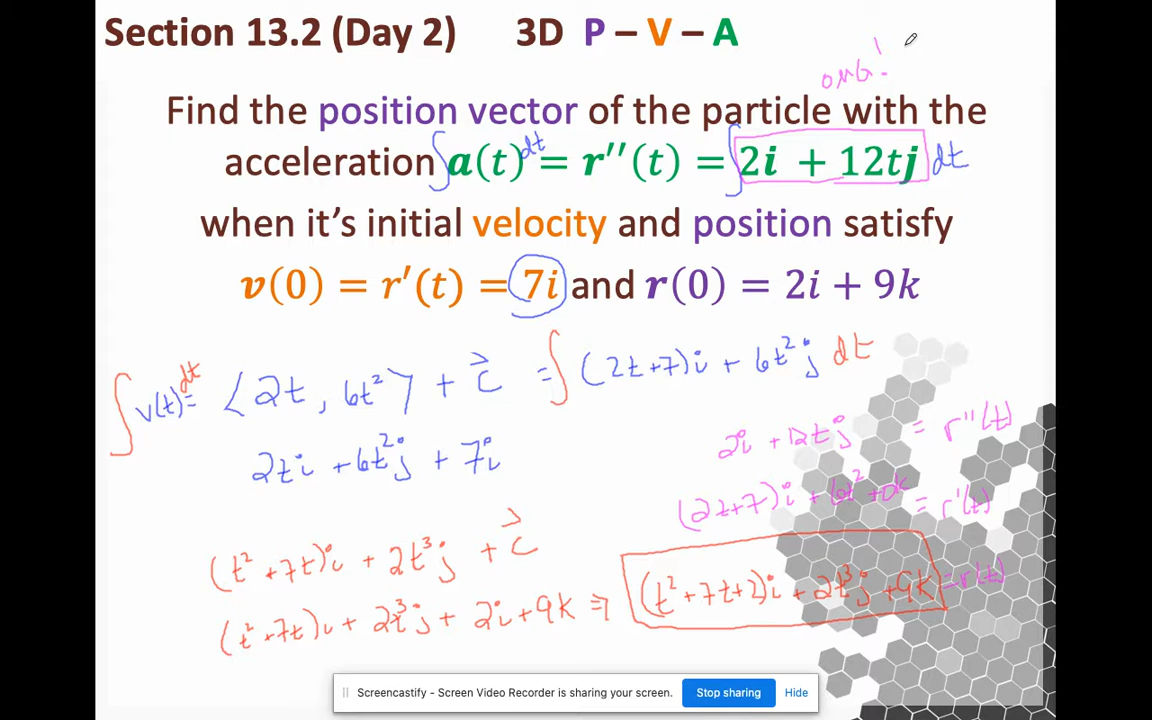 Section 13.2 (Day 2) 3D P – V – A
OMG!
Find the position vector of the particle with the
acceleration ∫a(t)dt = r′′(t) = ∫2i + 12tj dt
when it's initial velocity and position satisfy
v(0) = r′(t) = 7i and r(0) = 2i + 9k
∫v(t)dt = ⟨2t, 6t²⟩ + C⃗ = ∫(2t+7)i + 6t²j dt
2ti + 6t²j + 7i
2i + 12tj = r''(t)
(2t+7)i + 6t² + 0k = r'(t)
(t² + 7t)i + 2t³j + C⃗
(t² + 7t)i + 2t³j + 2i + 9k ⇒ (t² + 7t + 2)i + 2t³j + 9k = r(t)
Screencastify - Screen Video Recorder is sharing your screen. Stop sharing Hide